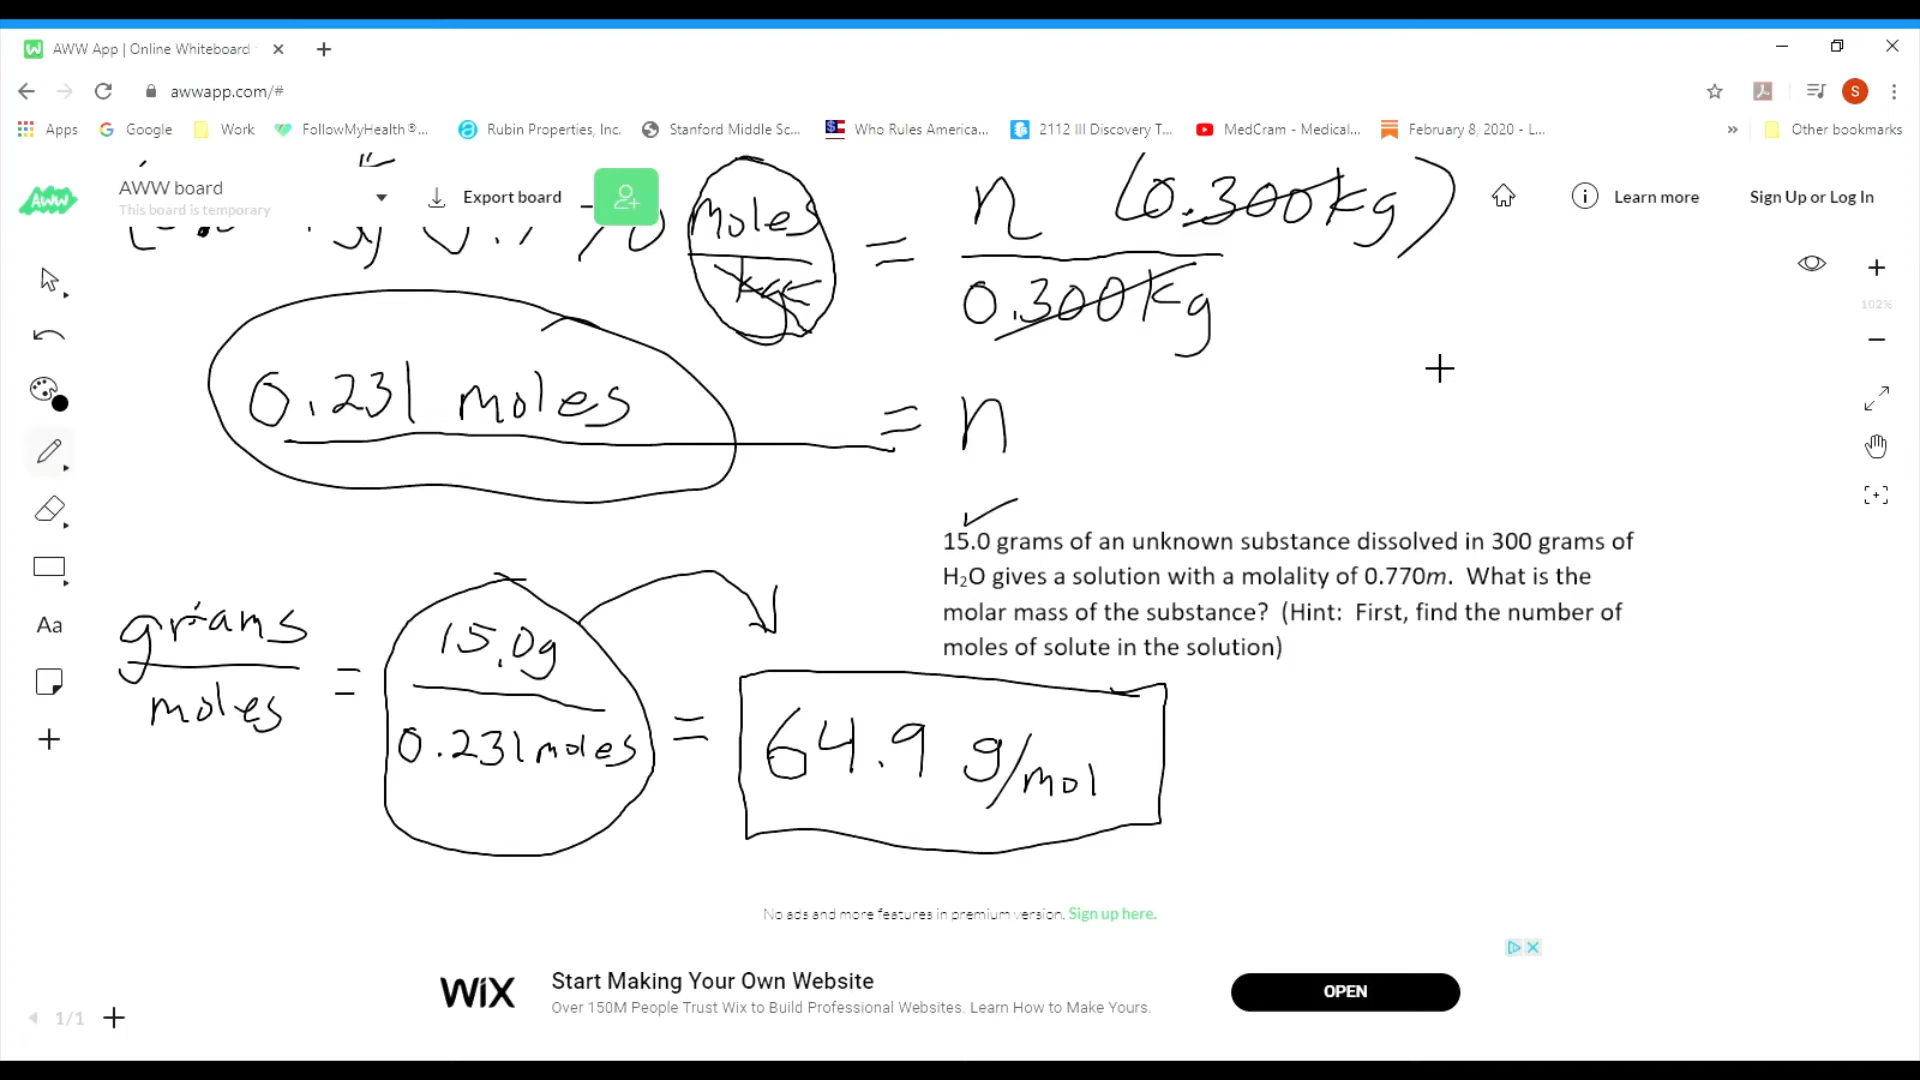 AWW App | Online Whiteboard
awwapp.com/#
Apps Google Work FollowMyHealth®... Rubin Properties, Inc. Stanford Middle Sc... Who Rules America... 2112 III Discovery T... MedCram - Medical... February 8, 2020 - L... » Other bookmarks
S
AWW
AWW board
This board is temporary
Export board
Learn more
Sign Up or Log In
102%
moles = n (0.300kg)
kg 0.300kg
0.231 moles = n
15.0 grams of an unknown substance dissolved in 300 grams of
H₂O gives a solution with a molality of 0.770m. What is the
molar mass of the substance? (Hint: First, find the number of
moles of solute in the solution)
grams = 15.0g = 64.9 g/mol
moles 0.231 moles
Aa
No ads and more features in premium version. Sign up here.
WiX
Start Making Your Own Website
Over 150M People Trust Wix to Build Professional Websites. Learn How to Make Yours.
OPEN
1/1